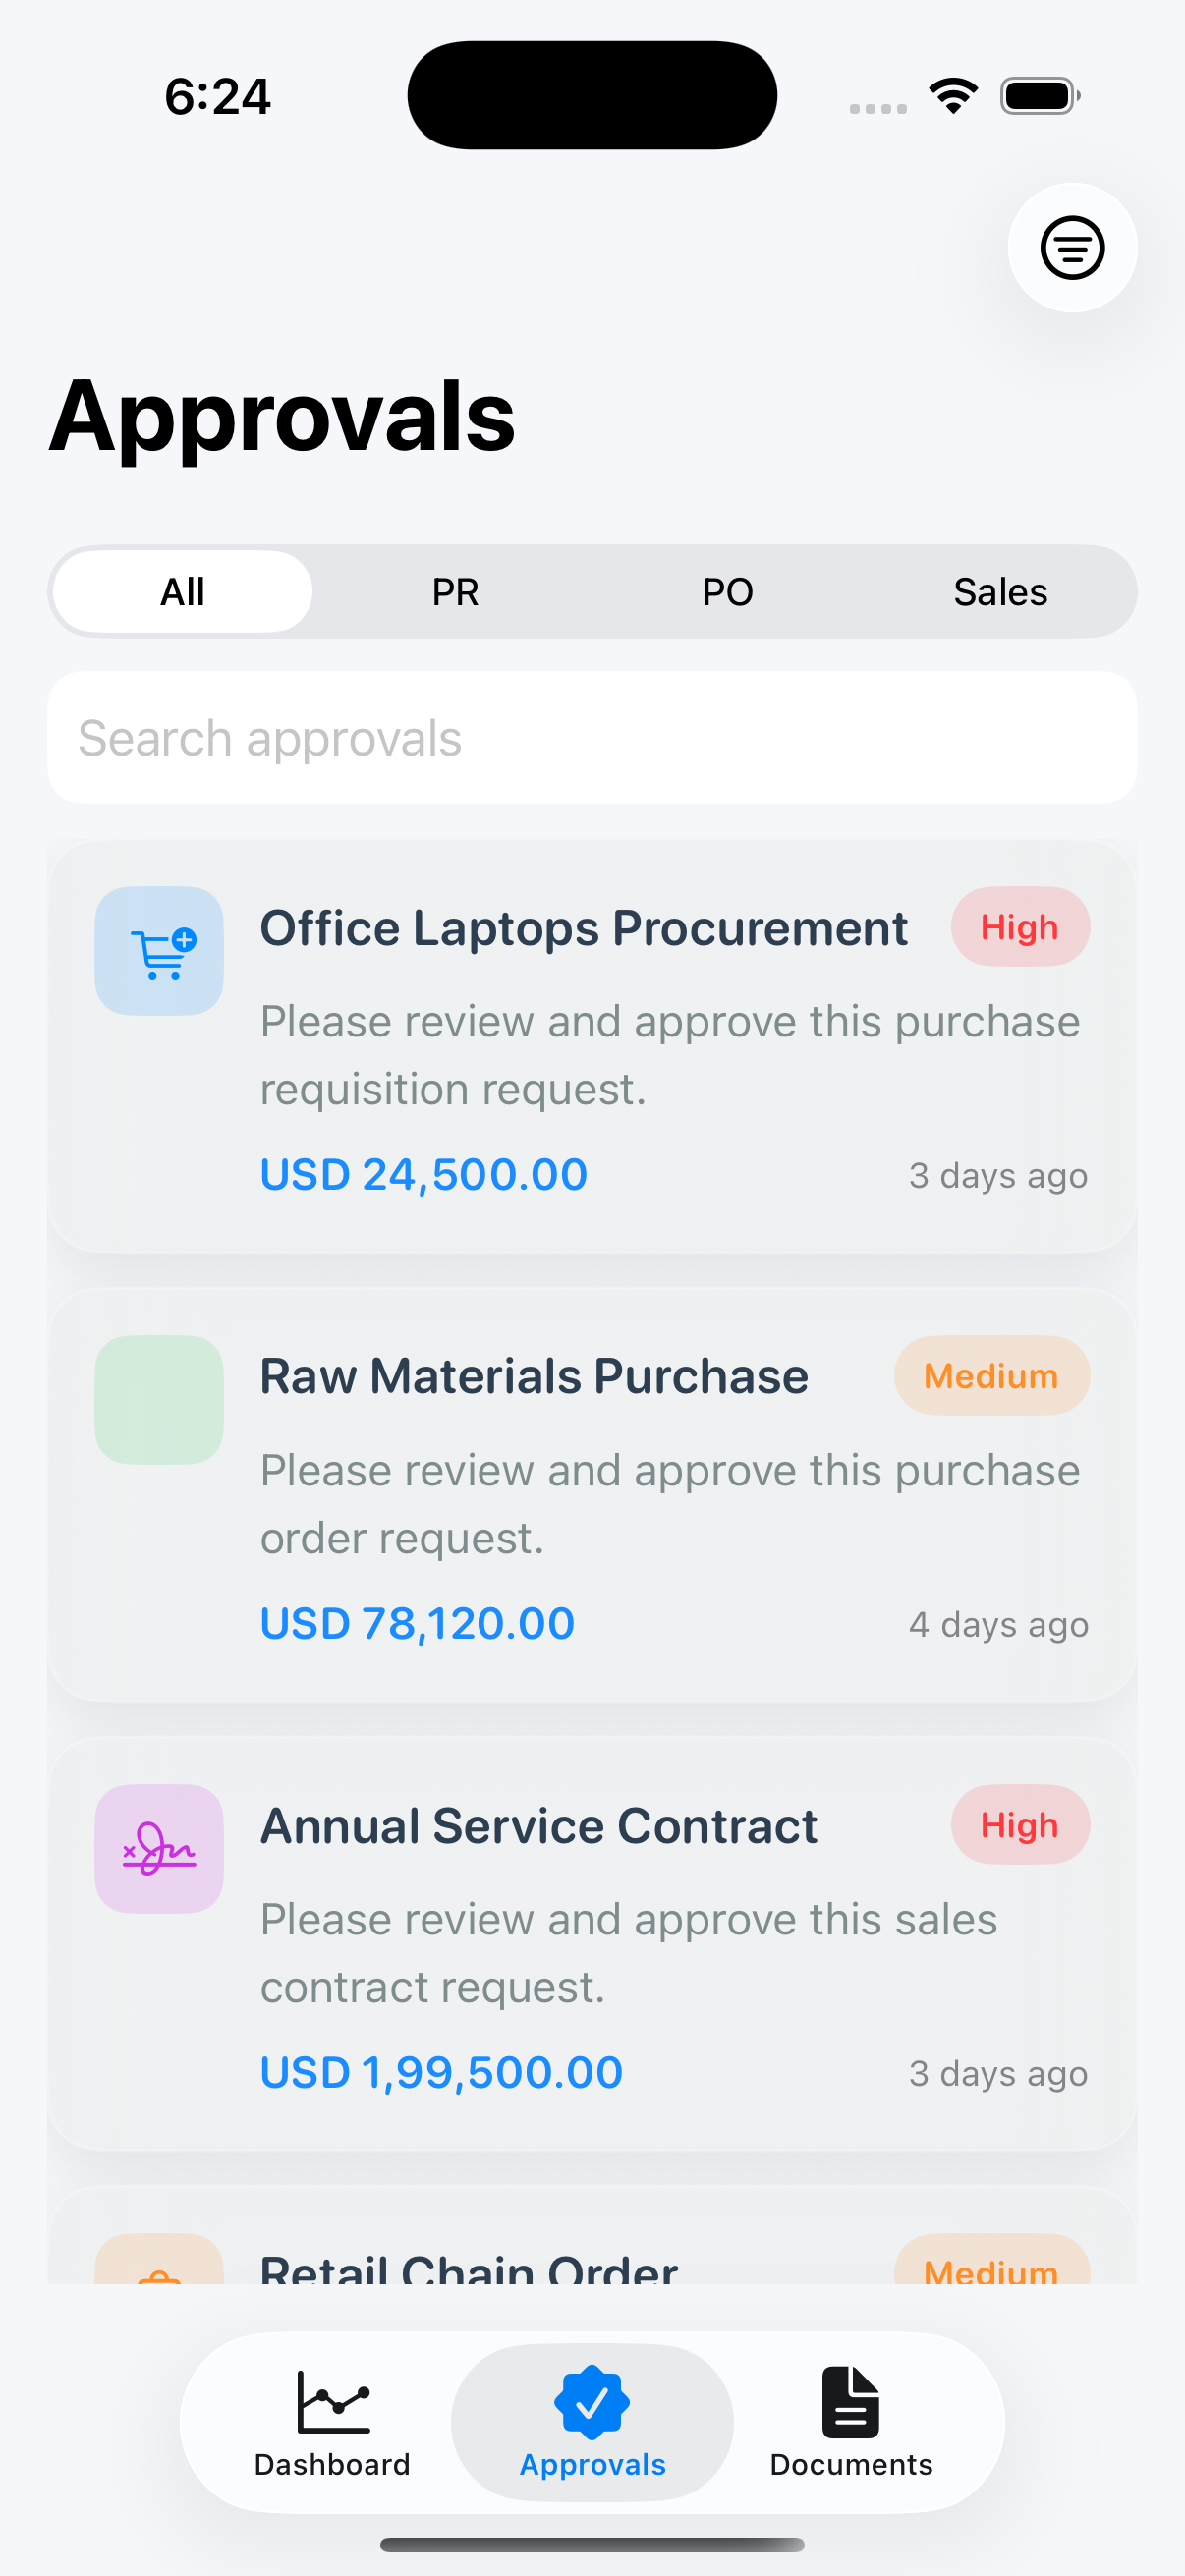 6:24
Approvals
All
PR
PO
Sales
Search approvals
Office Laptops Procurement
High
Please review and approve this purchase
requisition request.
USD 24,500.00
3 days ago
Raw Materials Purchase
Medium
Please review and approve this purchase
order request.
USD 78,120.00
4 days ago
Annual Service Contract
High
Please review and approve this sales
contract request.
USD 1,99,500.00
3 days ago
Retail Chain Order
Medium
Dashboard
Approvals
Documents